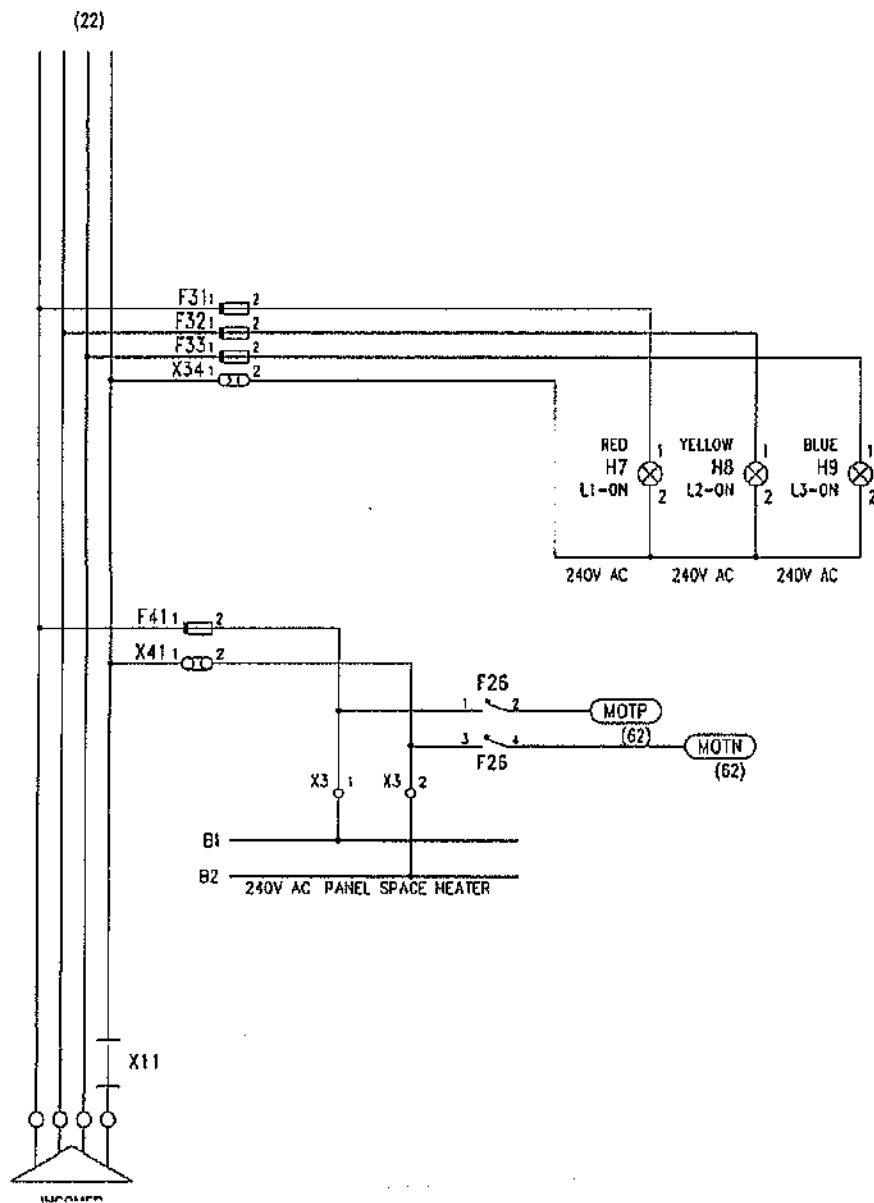 (22)
F31 1 2
F32 1 2
F33 1 2
X34 1 2
RED YELLOW BLUE
1 1 1
H7 H8 H9
L1-ON L2-ON L3-ON
2 2 2
240V AC 240V AC 240V AC
F41 1 2
X41 1 2
F26
1 2 MOTP
(62)
3 4 MOTN
F26 (62)
X3 1 X3 2
B1
B2
240V AC PANEL SPACE HEATER
X11
INCOMER